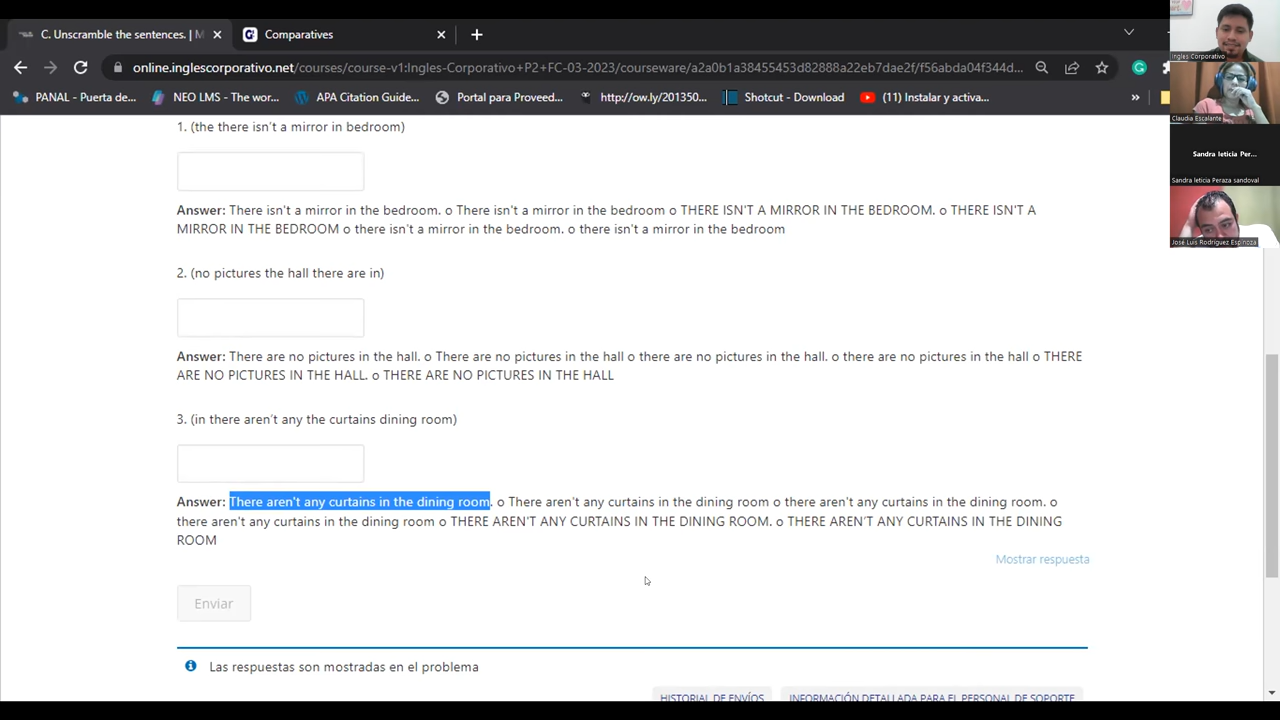 C. Unscramble the sentences. | M
Comparatives
online.inglescorporativo.net/courses/course-v1:Ingles-Co
FC-03-2023/courseware/a2a0b1
04f344d...
PANAL - Puerta de...
NEO LMS - The wor...
APA Citation Guide...
Portal para Proveed...
http://ow.ly/201350...
Shotcut - Download
(11) Instalar y activa...
»
Ingles Corporativo
Claudia Escalante
Sandra leticia Per...
Sandra leticia Peraza sandoval
José Luis Rodríguez Espinoza
1. (the there isn't a mirror in bedroom)
Answer: There isn't a mirror in the bedroom. o There isn't a mirror in the bedroom o THERE ISN'T A MIRROR IN THE BEDROOM. o THERE ISN'T A
MIRROR IN THE BEDROOM o there isn't a mirror in the bedroom. o there isn't a mirror in the bedroom
2. (no pictures the hall there are in)
Answer: There are no pictures in the hall. o There are no pictures in the hall o there are no pictures in the hall. o there are no pictures in the hall o THERE
ARE NO PICTURES IN THE HALL. o THERE ARE NO PICTURES IN THE HALL
3. (in there aren't any the curtains dining room)
Answer: There aren't any curtains in the dining room. o There aren't any curtains in the dining room o there aren't any curtains in the dining room. o
there aren't any curtains in the dining room o THERE AREN'T ANY CURTAINS IN THE DINING ROOM. o THERE AREN'T ANY CURTAINS IN THE DINING
ROOM
Mostrar respuesta
Enviar
Las respuestas son mostradas en el problema
HISTORIAL DE ENVÍOS
INFORMACIÓN DETALLADA PARA EL PERSONAL DE SOPORTE